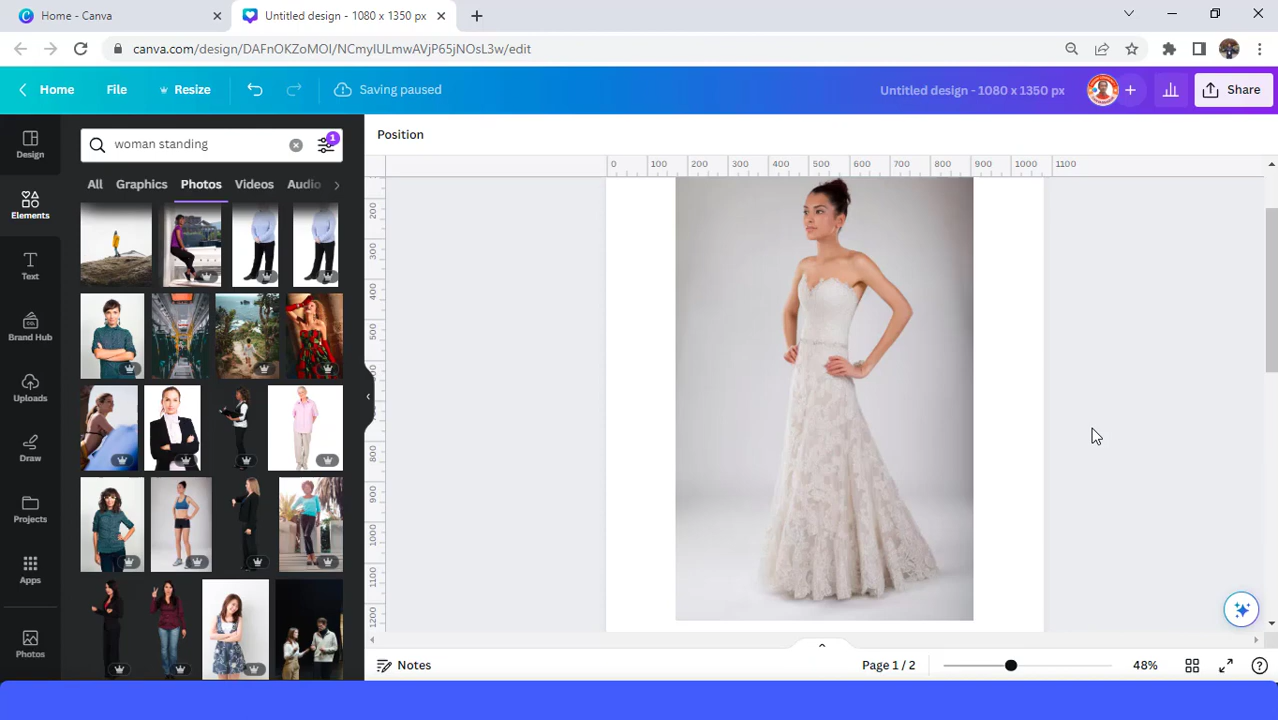 Home - Canva
Untitled design - 1080 x 1350 px
canva.com/design/DAFnOKZoMOI/NCmyIULmwAVjP65jNOsL3w/edit
Home
File
Resize
Saving paused
Untitled design - 1080 x 1350 px
Share
Design
Elements
Text
Brand Hub
Uploads
Draw
Projects
Apps
Photos
woman standing
1
All
Graphics
Photos
Videos
Audio
Position
0 100 200 300 400 500 600 700 800 900 1000 1100
200
300
400
500
600
700
800
900
1000
1100
1200
Notes
Page 1 / 2
48%